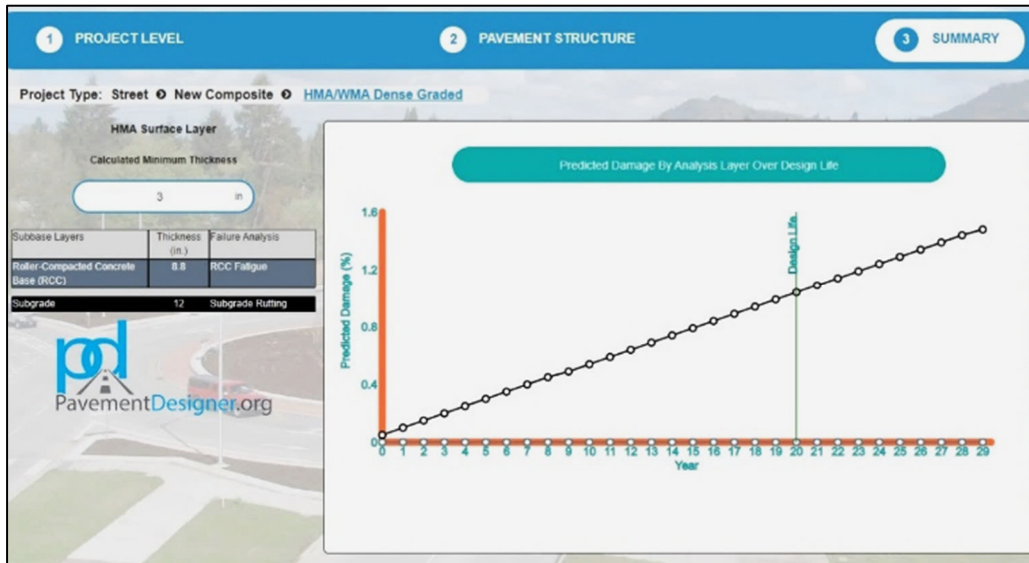 1 PROJECT LEVEL
2 PAVEMENT STRUCTURE
3 SUMMARY
Project Type: Street > New Composite > HMA/WMA Dense Graded
HMA Surface Layer
Calculated Minimum Thickness
3 in
Subbase Layers Thickness (in.) Failure Analysis
Roller-Compacted Concrete Base (RCC) 8.8 RCC Fatigue
Subgrade 12 Subgrade Rutting
pd
PavementDesigner.org
Predicted Damage By Analysis Layer Over Design Life
Predicted Damage (%)
1.6
1.2
0.8
0.4
0
Design Life
0 1 2 3 4 5 6 7 8 9 10 11 12 13 14 15 16 17 18 19 20 21 22 23 24 25 26 27 28 29
Year